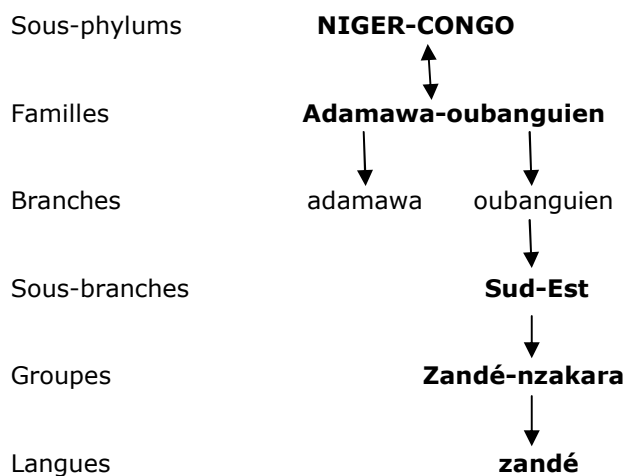 Sous-phylums NIGER-CONGO
Familles Adamawa-oubanguien
Branches adamawa oubanguien
Sous-branches Sud-Est
Groupes Zandé-nzakara
Langues zandé